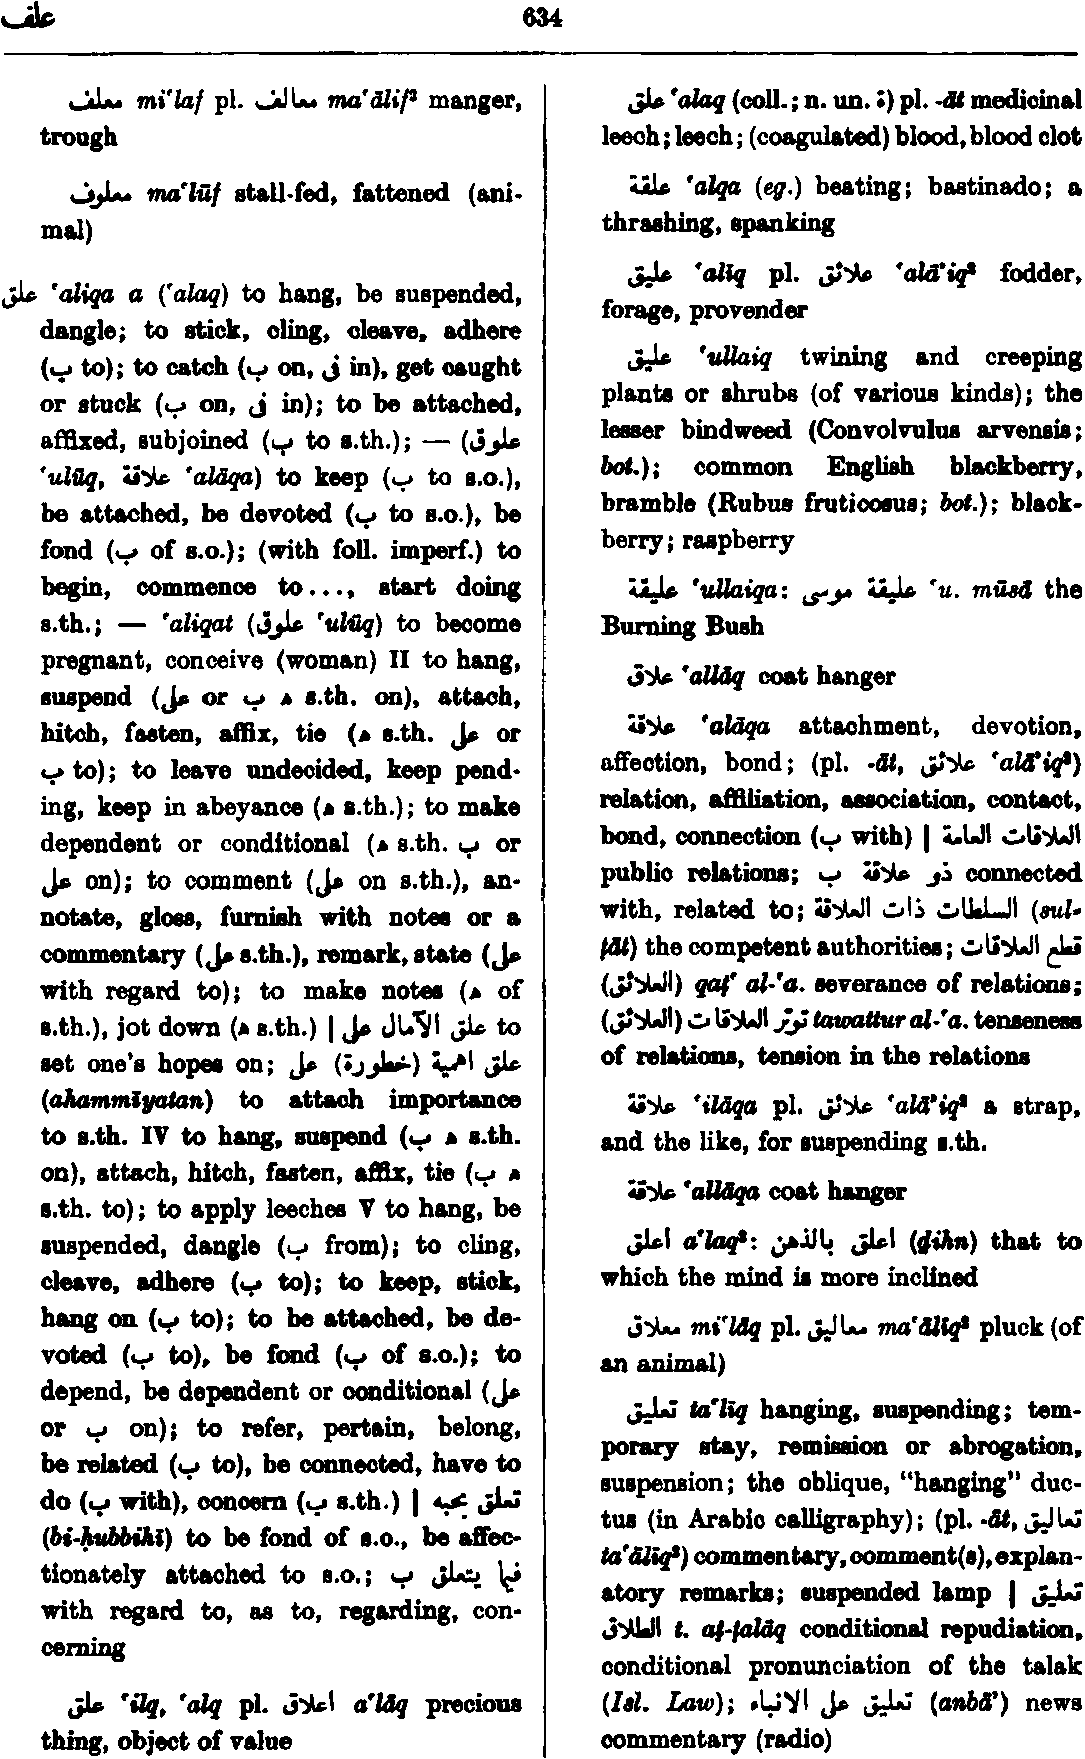 علف
634
معلف mi‘laf pl. معالف ma‘ālif² manger,
trough
معلوف ma‘lūf stall-fed, fattened (ani-
mal)
علق ‘aliqa a (‘alaq) to hang, be suspended,
dangle; to stick, cling, cleave, adhere
(ب to); to catch (ب on, فى in), get caught
or stuck (ب on, فى in); to be attached,
affixed, subjoined (ب to s.th.); — (علوق
‘ulūq, علاقة ‘alāqa) to keep (ب to s.o.),
be attached, be devoted (ب to s.o.), be
fond (ب of s.o.); (with foll. imperf.) to
begin, commence to..., start doing
s.th.; — ‘aliqat (علوق ‘ulūq) to become
pregnant, conceive (woman) II to hang,
suspend (على or ب ه s.th. on), attach,
hitch, fasten, affix, tie (ه s.th. على or
ب to); to leave undecided, keep pend-
ing, keep in abeyance (ه s.th.); to make
dependent or conditional (ه s.th. ب or
على on); to comment (على on s.th.), an-
notate, gloss, furnish with notes or a
commentary (على s.th.), remark, state (على
with regard to); to make notes (ه of
s.th.), jot down (ه s.th.) | علق الآمال على to
set one's hopes on; علق اهمية (خطورة) على
(ahammīyatan) to attach importance
to s.th. IV to hang, suspend (ب ه s.th.
on), attach, hitch, fasten, affix, tie (ه ب
s.th. to); to apply leeches V to hang, be
suspended, dangle (ب from); to cling,
cleave, adhere (ب to); to keep, stick,
hang on (ب to); to be attached, be de-
voted (ب to), be fond (ب of s.o.); to
depend, be dependent or conditional (على
or ب on); to refer, pertain, belong,
be related (ب to), be connected, have to
do (ب with), concern (ب s.th.) | تعلق بحبه
(bi-ḥubbihī) to be fond of s.o., be affec-
tionately attached to s.o.; فيما يتعلق ب
with regard to, as to, regarding, con-
cerning
علق ‘ilq, ‘alq pl. اعلاق a‘lāq precious
thing, object of value
علق ‘alaq (coll.; n. un. ة) pl. -āt medicinal
leech; leech; (coagulated) blood, blood clot
علقة ‘alqa (eg.) beating; bastinado; a
thrashing, spanking
عليق ‘alīq pl. علائق ‘alā’iq² fodder,
forage, provender
عليق ‘ullaiq twining and creeping
plants or shrubs (of various kinds); the
lesser bindweed (Convolvulus arvensis;
bot.); common English blackberry,
bramble (Rubus fruticosus; bot.); black-
berry; raspberry
عليقة ‘ullaiqa: عليقة موسى ‘u. mūsā the
Burning Bush
علاق ‘allāq coat hanger
علاقة ‘alāqa attachment, devotion,
affection, bond; (pl. -āt, علائق ‘alā’iq²)
relation, affiliation, association, contact,
bond, connection (ب with) | العلاقات العامة
public relations; ذو علاقة ب connected
with, related to; السلطات ذات العلاقة (sul-
ṭāt) the competent authorities; قطع العلاقات
(العلائق) qaṭ‘ al-‘a. severance of relations;
توتر العلاقات (العلائق) tawattur al-‘a. tenseness
of relations, tension in the relations
علاقة ‘ilāqa pl. علائق ‘alā’iq² a strap,
and the like, for suspending s.th.
علاقة ‘allāqa coat hanger
اعلق a‘laq²: اعلق بالذهن (ḏihn) that to
which the mind is more inclined
معلاق mi‘lāq pl. معاليق ma‘ālīq² pluck (of
an animal)
تعليق ta‘līq hanging, suspending; tem-
porary stay, remission or abrogation,
suspension; the oblique, “hanging” duc-
tus (in Arabic calligraphy); (pl. -āt, تعاليق
ta‘ālīq²) commentary, comment(s), explan-
atory remarks; suspended lamp | تعليق
الطلاق t. aṭ-ṭalāq conditional repudiation,
conditional pronunciation of the talak
(Isl. Law); تعليق على الانباء (anbā’) news
commentary (radio)